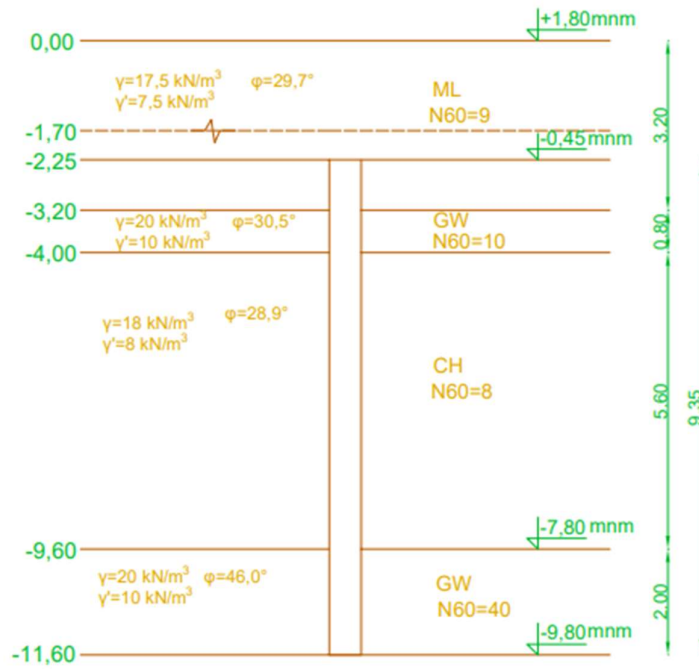 +1,80mnm
0,00
γ=17,5 kN/m³ φ=29,7°
γ'=7,5 kN/m³
ML
N60=9
3.20
-1,70
-0,45mnm
-2,25
-3,20
γ=20 kN/m³ φ=30,5°
γ'=10 kN/m³
GW
N60=10
0.80
-4,00
γ=18 kN/m³ φ=28,9°
γ'=8 kN/m³
CH
N60=8
5.60
9.35
-7,80 mnm
-9,60
γ=20 kN/m³ φ=46,0°
γ'=10 kN/m³
GW
N60=40
2.00
-9,80mnm
-11,60